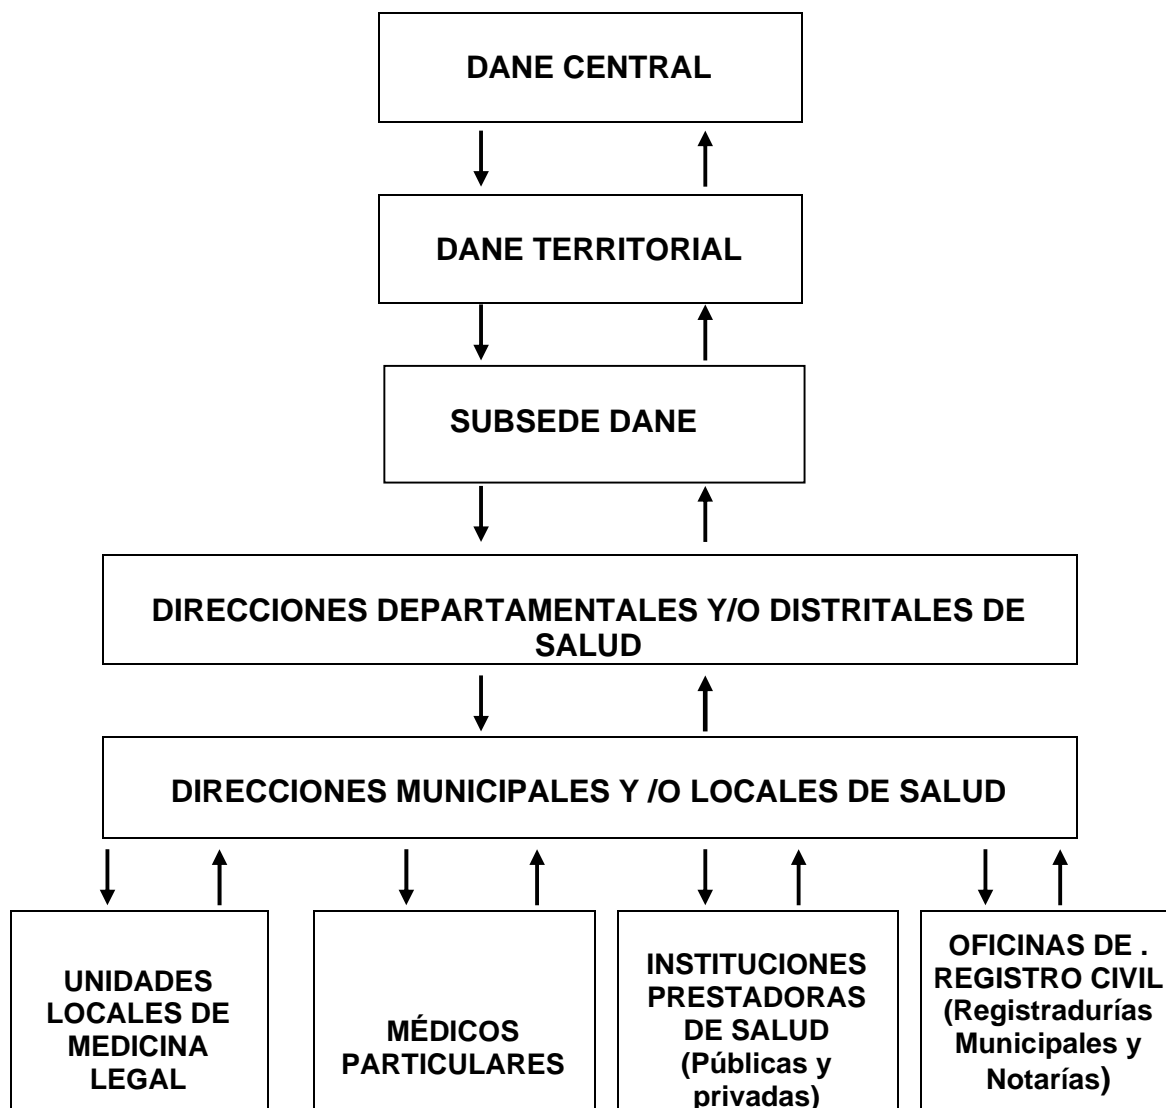 DANE CENTRAL
DANE TERRITORIAL
SUBSEDE DANE
DIRECCIONES DEPARTAMENTALES Y/O DISTRITALES DE
SALUD
DIRECCIONES MUNICIPALES Y /O LOCALES DE SALUD
UNIDADES
LOCALES DE
MEDICINA
LEGAL
MÉDICOS
PARTICULARES
INSTITUCIONES
PRESTADORAS
DE SALUD
(Públicas y
privadas)
OFICINAS DE .
REGISTRO CIVIL
(Registradurías
Municipales y
Notarías)